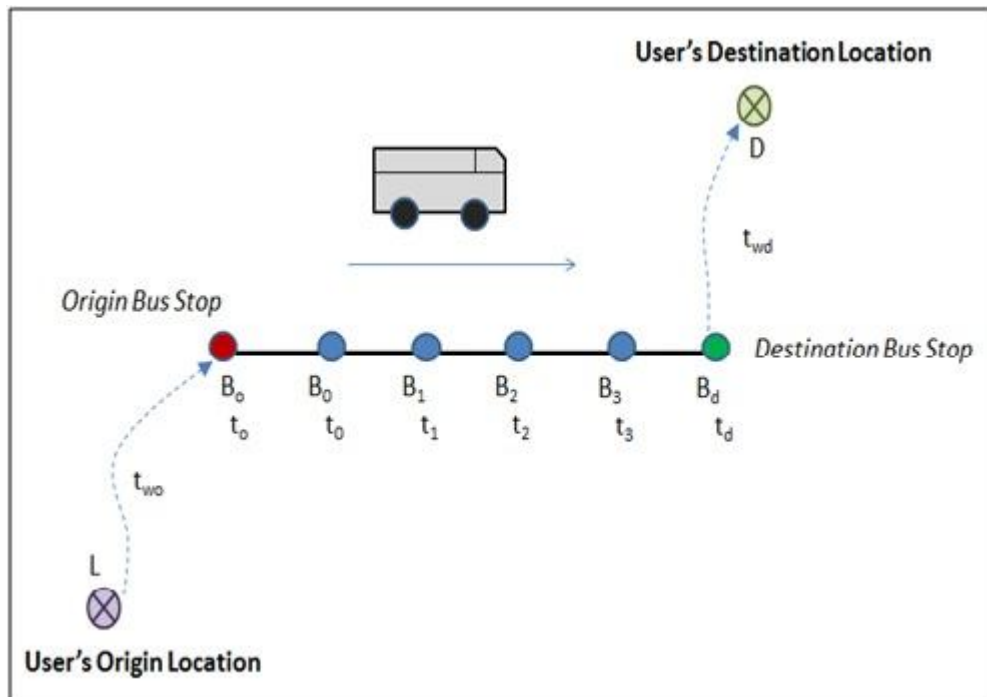 User's Destination Location
D
t_wd
Origin Bus Stop
Destination Bus Stop
B_o B_0 B_1 B_2 B_3 B_d
t_o t_0 t_1 t_2 t_3 t_d
t_wo
L
User's Origin Location